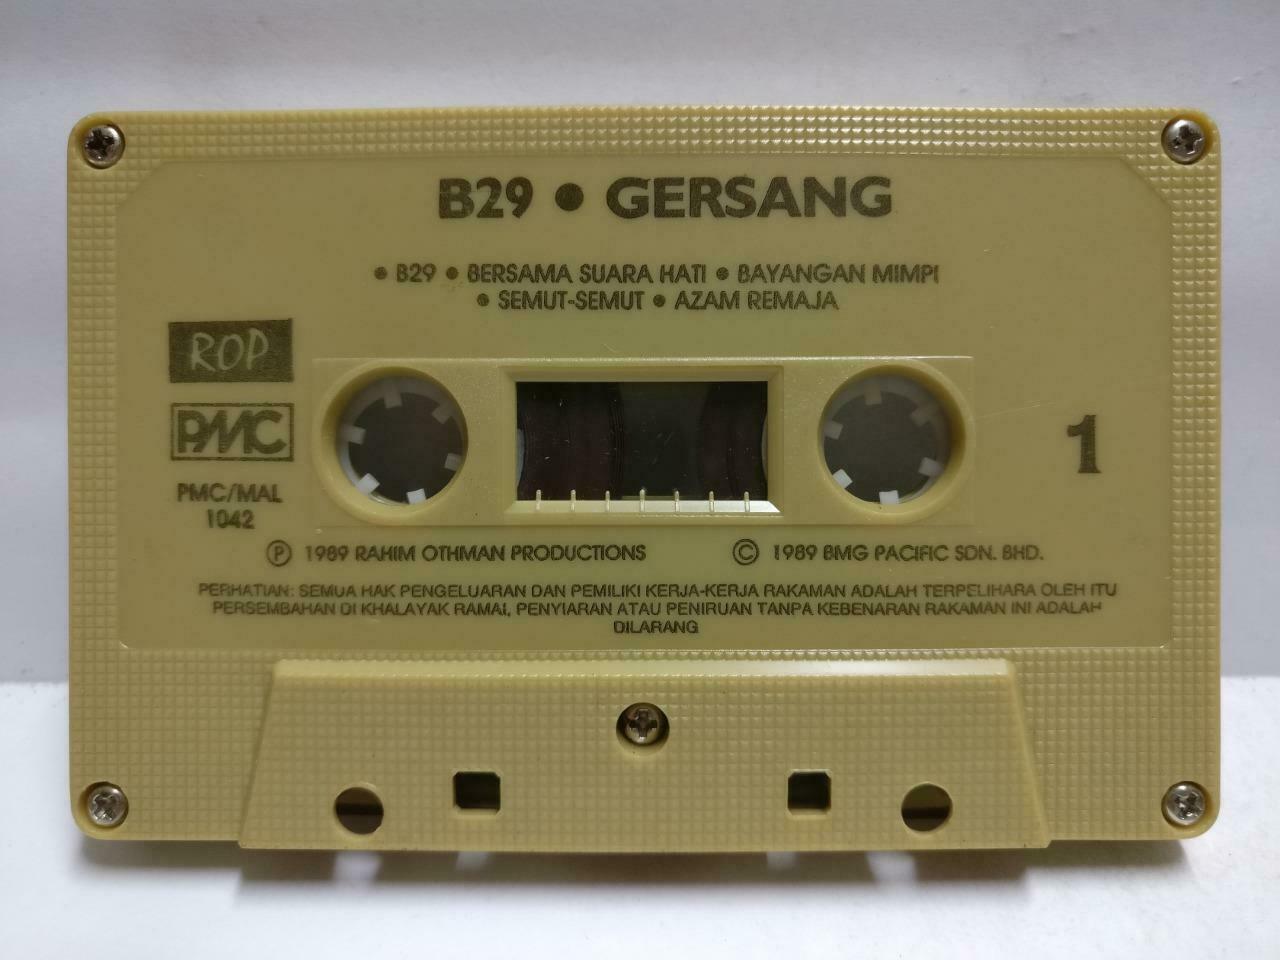 B29 • GERSANG
• B29 • BERSAMA SUARA HATI • BAYANGAN MIMPI
• SEMUT-SEMUT • AZAM REMAJA
ROP
PMC
PMC/MAL
1042
1
Ⓟ 1989 RAHIM OTHMAN PRODUCTIONS © 1989 BMG PACIFIC SDN. BHD.
PERHATIAN: SEMUA HAK PENGELUARAN DAN PEMILIKI KERJA-KERJA RAKAMAN ADALAH TERPELIHARA OLEH ITU
PERSEMBAHAN DI KHALAYAK RAMAI, PENYIARAN ATAU PENIRUAN TANPA KEBENARAN RAKAMAN INI ADALAH
DILARANG